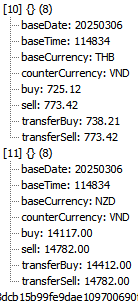 [10] {} (8)
baseDate: 20250306
baseTime: 114834
baseCurrency: THB
counterCurrency: VND
buy: 725.12
sell: 773.42
transferBuy: 738.21
transferSell: 773.42
[11] {} (8)
baseDate: 20250306
baseTime: 114834
baseCurrency: NZD
counterCurrency: VND
buy: 14117.00
sell: 14782.00
transferBuy: 14412.00
transferSell: 14782.00